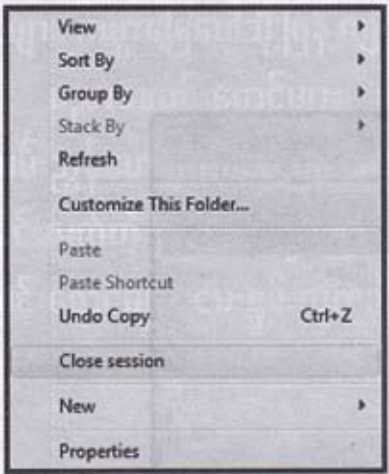 View
Sort By
Group By
Stack By
Refresh
Customize This Folder...
Paste
Paste Shortcut
Undo Copy Ctrl+Z
Close session
New
Properties